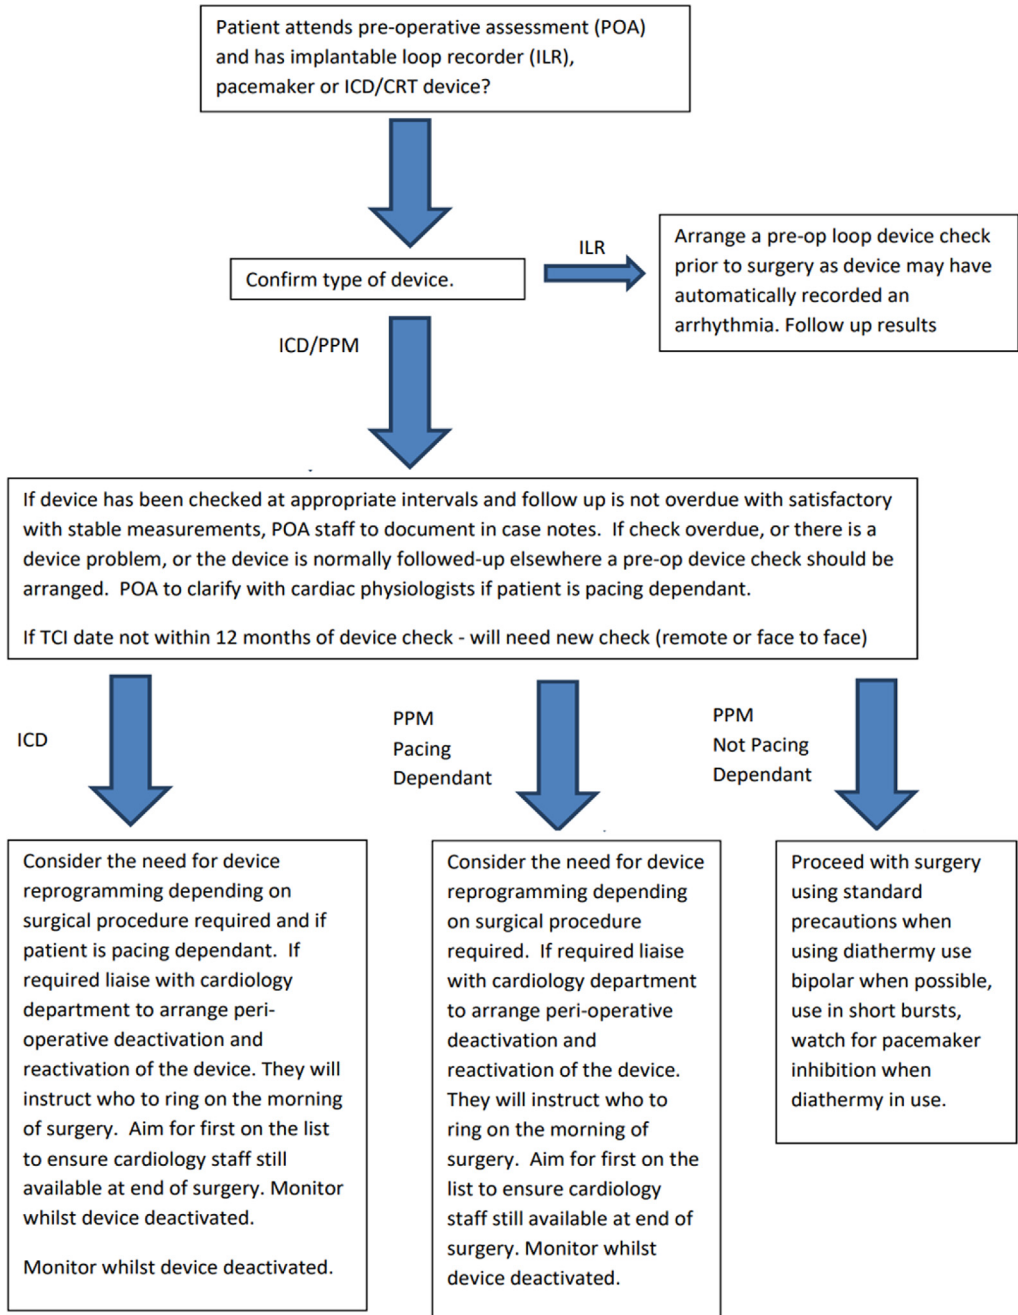 Patient attends pre-operative assessment (POA)
and has implantable loop recorder (ILR),
pacemaker or ICD/CRT device?
Confirm type of device.
ILR
Arrange a pre-op loop device check
prior to surgery as device may have
automatically recorded an
arrhythmia. Follow up results
ICD/PPM
If device has been checked at appropriate intervals and follow up is not overdue with satisfactory
with stable measurements, POA staff to document in case notes.  If check overdue, or there is a
device problem, or the device is normally followed-up elsewhere a pre-op device check should be
arranged.  POA to clarify with cardiac physiologists if patient is pacing dependant.
If TCI date not within 12 months of device check - will need new check (remote or face to face)
ICD
PPM
Pacing
Dependant
PPM
Not Pacing
Dependant
Consider the need for device
reprogramming depending on
surgical procedure required and if
patient is pacing dependant.  If
required liaise with cardiology
department to arrange peri-
operative deactivation and
reactivation of the device. They will
instruct who to ring on the morning
of surgery.  Aim for first on the list
to ensure cardiology staff still
available at end of surgery. Monitor
whilst device deactivated.
Monitor whilst device deactivated.
Consider the need for device
reprogramming depending
on surgical procedure
required.  If required liaise
with cardiology department
to arrange peri-operative
deactivation and
reactivation of the device.
They will instruct who to
ring on the morning of
surgery.  Aim for first on the
list to ensure cardiology
staff still available at end of
surgery. Monitor whilst
device deactivated.
Proceed with surgery
using standard
precautions when
using diathermy use
bipolar when possible,
use in short bursts,
watch for pacemaker
inhibition when
diathermy in use.